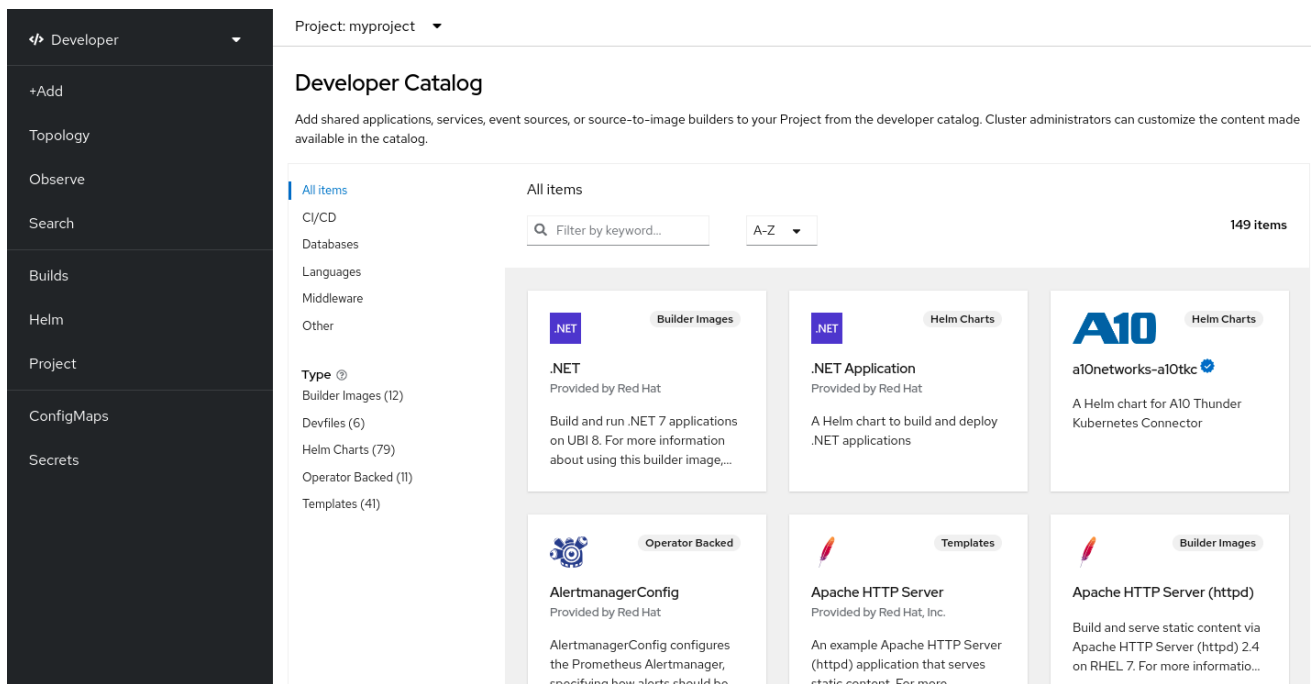 </> Developer
+Add
Topology
Observe
Search
Builds
Helm
Project
ConfigMaps
Secrets
Project: myproject
Developer Catalog
Add shared applications, services, event sources, or source-to-image builders to your Project from the developer catalog. Cluster administrators can customize the content made
available in the catalog.
All items
CI/CD
Databases
Languages
Middleware
Other
Type
Builder Images (12)
Devfiles (6)
Helm Charts (79)
Operator Backed (11)
Templates (41)
All items
Filter by keyword...
A-Z
149 items
.NET
Builder Images
.NET
Provided by Red Hat
Build and run .NET 7 applications
on UBI 8. For more information
about using this builder image,...
.NET
Helm Charts
.NET Application
Provided by Red Hat
A Helm chart to build and deploy
.NET applications
A10
Helm Charts
a10networks-a10tkc
A Helm chart for A10 Thunder
Kubernetes Connector
Operator Backed
AlertmanagerConfig
Provided by Red Hat
AlertmanagerConfig configures
the Prometheus Alertmanager,
specifying how alerts should be
Templates
Apache HTTP Server
Provided by Red Hat, Inc.
An example Apache HTTP Server
(httpd) application that serves
static content. For more
Builder Images
Apache HTTP Server (httpd)
Build and serve static content via
Apache HTTP Server (httpd) 2.4
on RHEL 7. For more informatio...